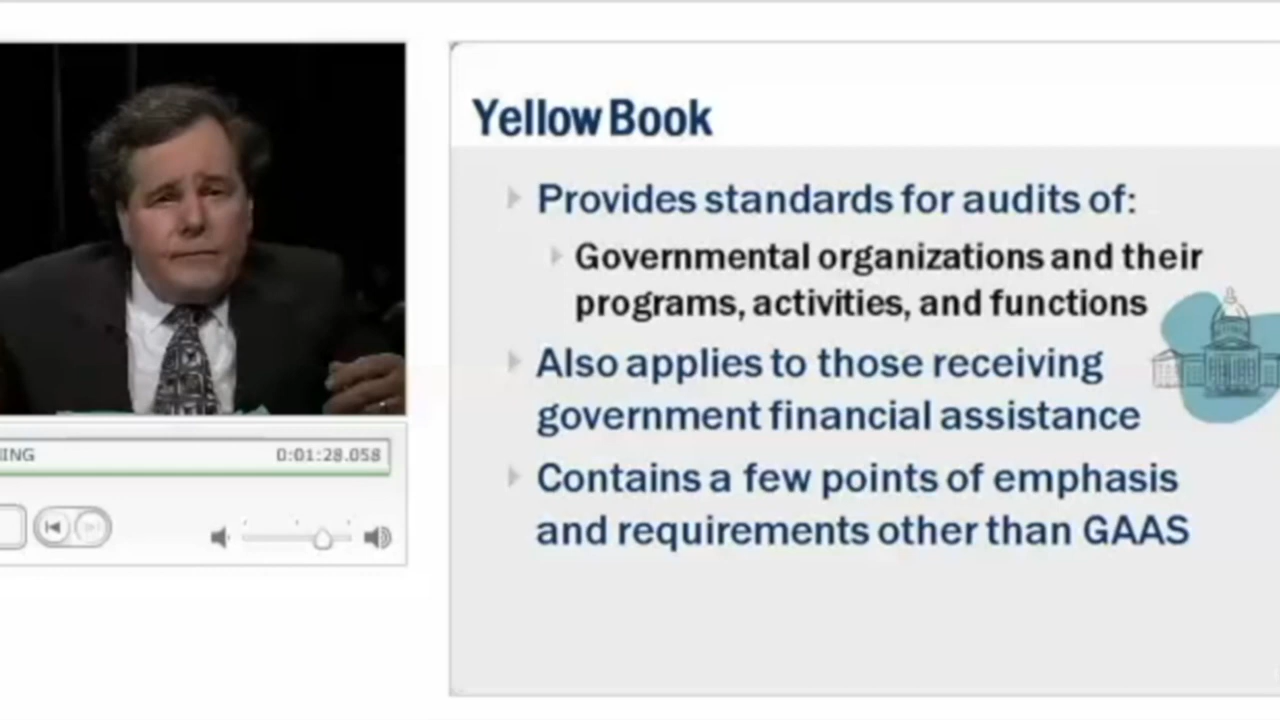 Yellow Book
Provides standards for audits of:
Governmental organizations and their
programs, activities, and functions
Also applies to those receiving
government financial assistance
Contains a few points of emphasis
and requirements other than GAAS
ING 0:01:28.058